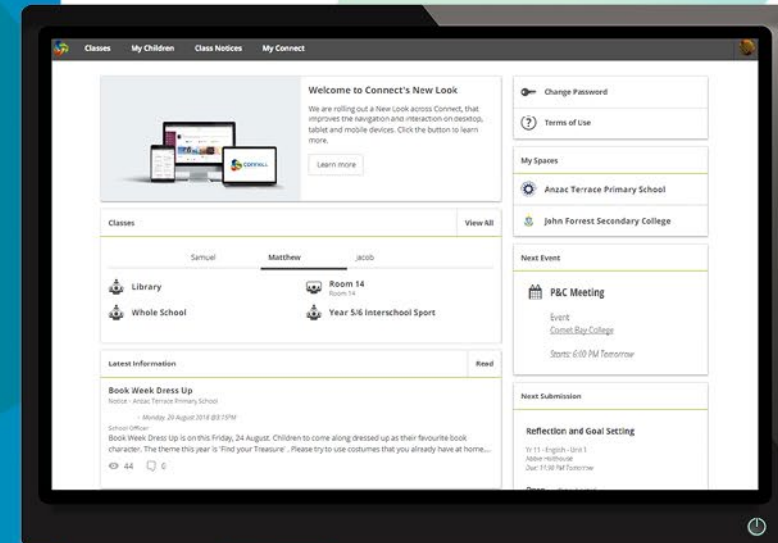 Classes My Children Class Notices My Connect
Welcome to Connect's New Look
We are rolling out a New Look across Connect, that
improves the navigation and interaction on desktop,
tablet and mobile devices. Click the button to learn
more.
Learn more
CONNECT
Classes View All
Samuel Matthew Jacob
Library
Room 14
Room 14
Whole School
Year 5/6 Interschool Sport
Latest Information Read
Book Week Dress Up
Notice - Anzac Terrace Primary School
- Monday, 20 August 2018 @3:15PM
School Officer
Book Week Dress Up is on this Friday, 24 August. Children to come along dressed up as their favourite book
character. The theme this year is 'Find your Treasure' . Please try to use costumes that you already have at home,...
44 0
Change Password
Terms of Use
My Spaces
Anzac Terrace Primary School
John Forrest Secondary College
Next Event
P&C Meeting
Event
Comet Bay College
Starts: 6:00 PM Tomorrow
Next Submission
Reflection and Goal Setting
Yr 11 - English - Unit 1
Abbie Holthouse
Due: 11:30 PM Tomorrow